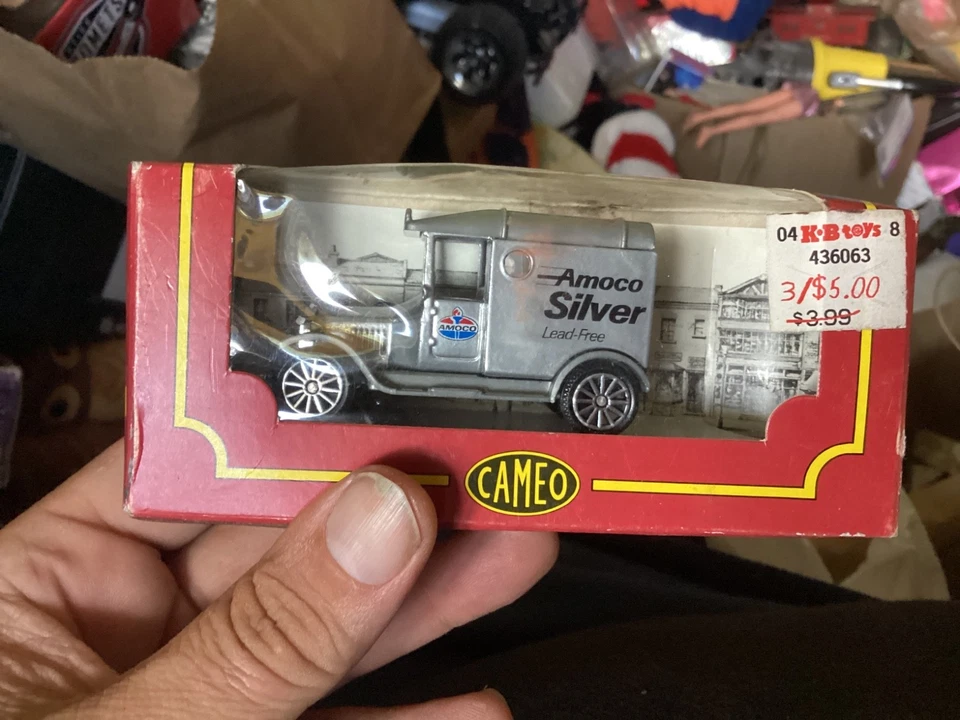 04 K·B toys 8
436063
3/$5.00
$3.99
Amoco
Silver
Lead-Free
AMOCO
CAMEO